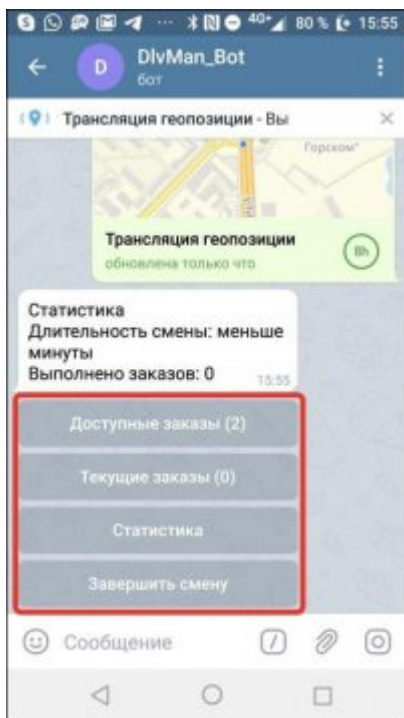 4G+ 80 % 15:55
D
DlvMan_Bot
бот
Трансляция геопозиции - Вы
Горском"
Трансляция геопозиции
обновлена только что
8h
Статистика
Длительность смены: меньше
минуты
Выполнено заказов: 0
15:55
Доступные заказы (2)
Текущие заказы (0)
Статистика
Завершить смену
Сообщение